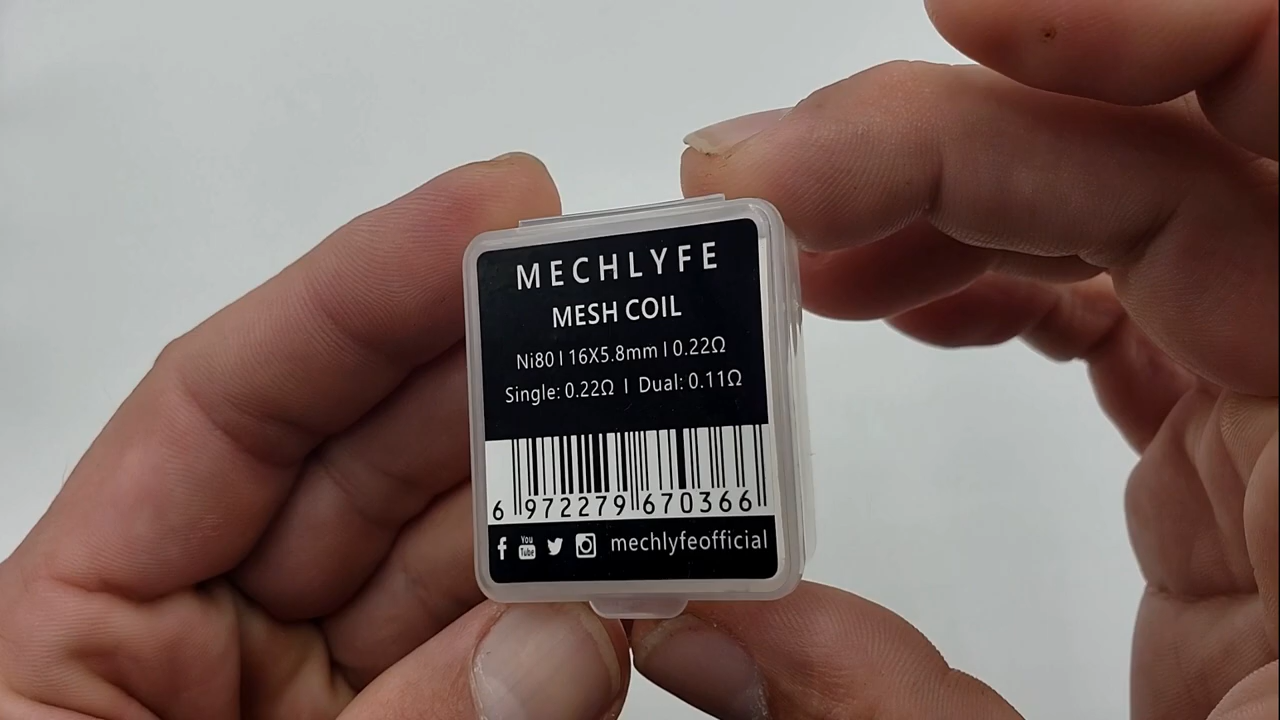 MECHLYFE
MESH COIL
Ni80 | 16X5.8mm | 0.22Ω
Single: 0.22Ω | Dual: 0.11Ω
6 972279 670366
You Tube mechlyfeofficial